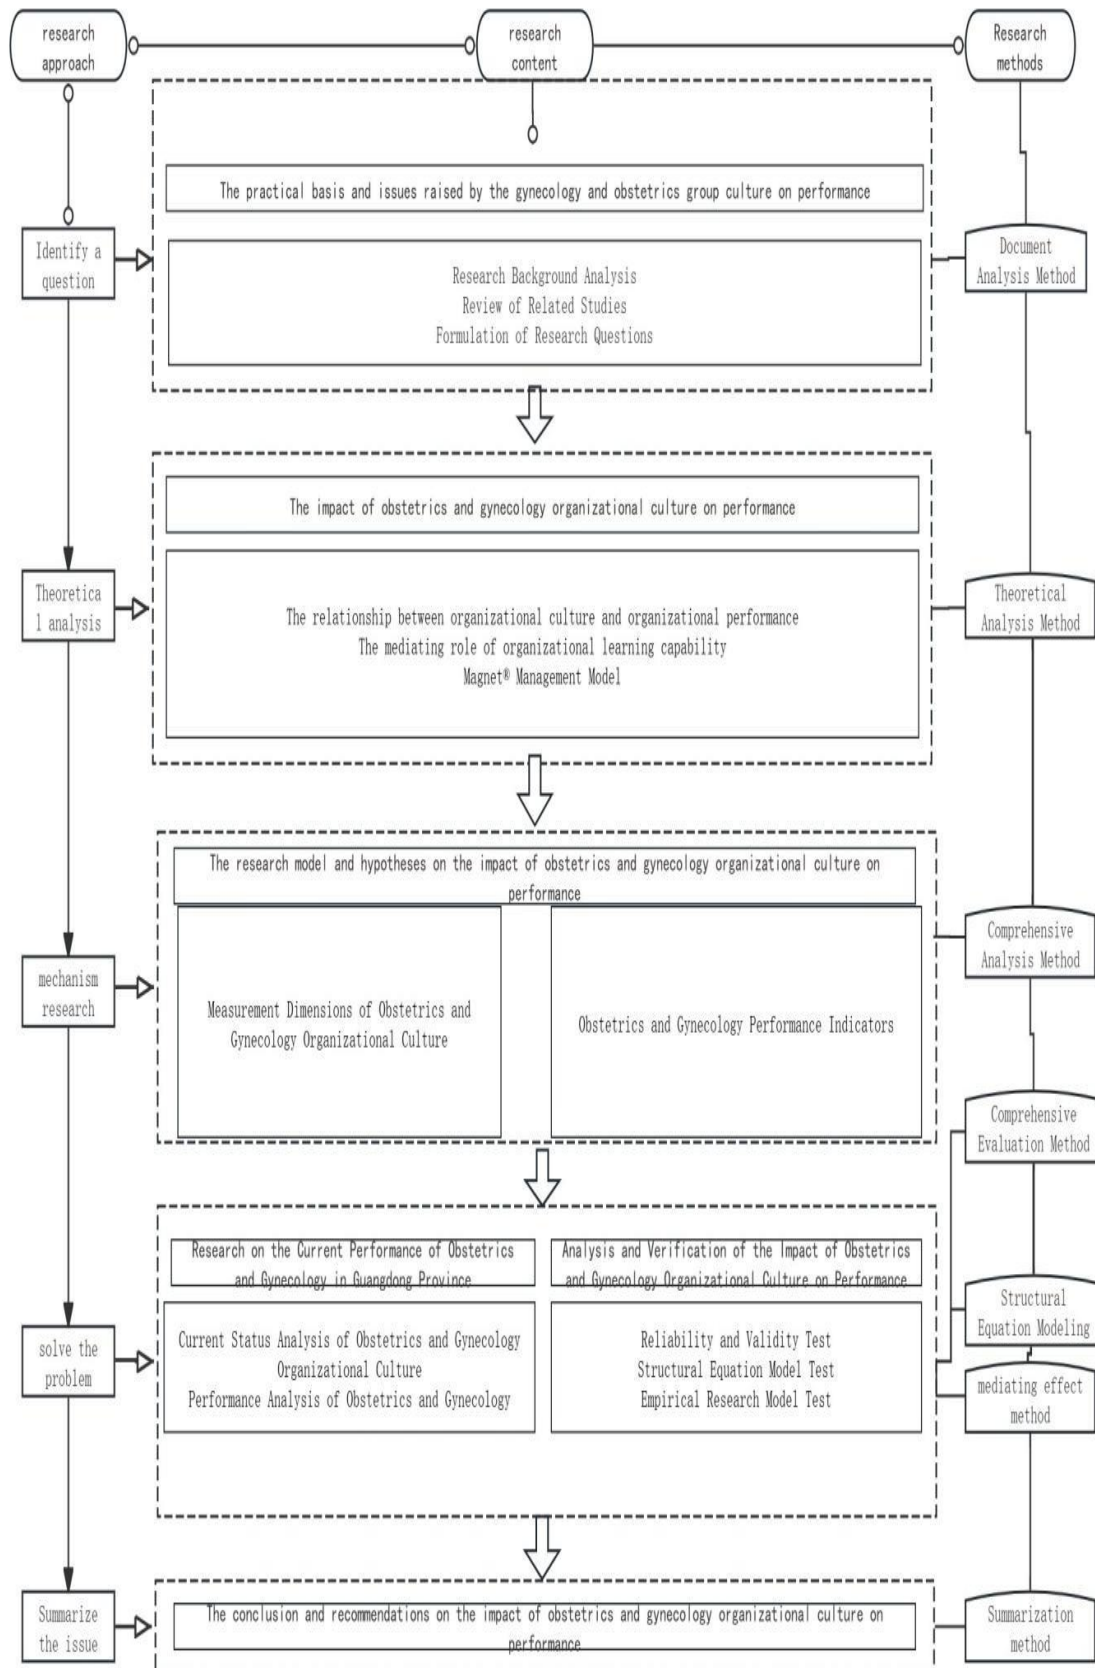 research
approach
research
content
Research
methods
The practical basis and issues raised by the gynecology and obstetrics group culture on performance
Identify a
question
Research Background Analysis
Review of Related Studies
Formulation of Research Questions
Document
Analysis Method
The impact of obstetrics and gynecology organizational culture on performance
Theoretica
l analysis
The relationship between organizational culture and organizational performance
The mediating role of organizational learning capability
Magnet® Management Model
Theoretical
Analysis Method
The research model and hypotheses on the impact of obstetrics and gynecology organizational culture on
performance
mechanism
research
Measurement Dimensions of Obstetrics and
Gynecology Organizational Culture
Obstetrics and Gynecology Performance Indicators
Comprehensive
Analysis Method
Comprehensive
Evaluation Method
Research on the Current Performance of Obstetrics
and Gynecology in Guangdong Province
Analysis and Verification of the Impact of Obstetrics
and Gynecology Organizational Culture on Performance
solve the
problem
Current Status Analysis of Obstetrics and Gynecology
Organizational Culture
Performance Analysis of Obstetrics and Gynecology
Reliability and Validity Test
Structural Equation Model Test
Empirical Research Model Test
Structural
Equation Modeling
mediating effect
method
Summarize
the issue
The conclusion and recommendations on the impact of obstetrics and gynecology organizational culture on
performance
Summarization
method